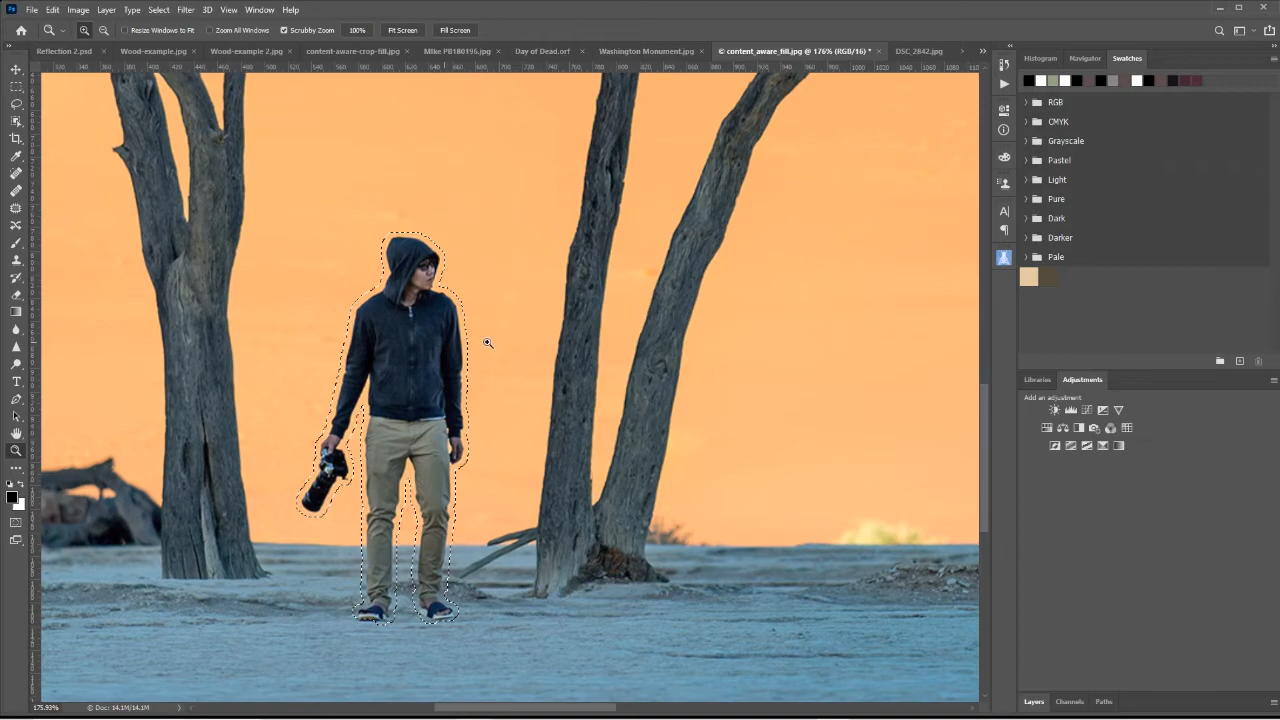 Ps File Edit Image Layer Type Select Filter 3D View Window Help
Resize Windows to Fit Zoom All Windows Scrubby Zoom 100% Fit Screen Fill Screen
Reflection 2.psd × Wood-example.jpg × Wood-example 2.jpg × content-aware-crop-fill.jpg × Mike PB180195.jpg × Day of Dead.orf × Washington Monument.jpg × © content_aware_fill.jpg @ 176% (RGB/16) * × DSC_2842.jpg
Histogram Navigator Swatches
RGB
CMYK
Grayscale
Pastel
Light
Pure
Dark
Darker
Pale
Libraries Adjustments
Add an adjustment
Layers Channels Paths
175.93% © Doc: 14.1M/14.1M